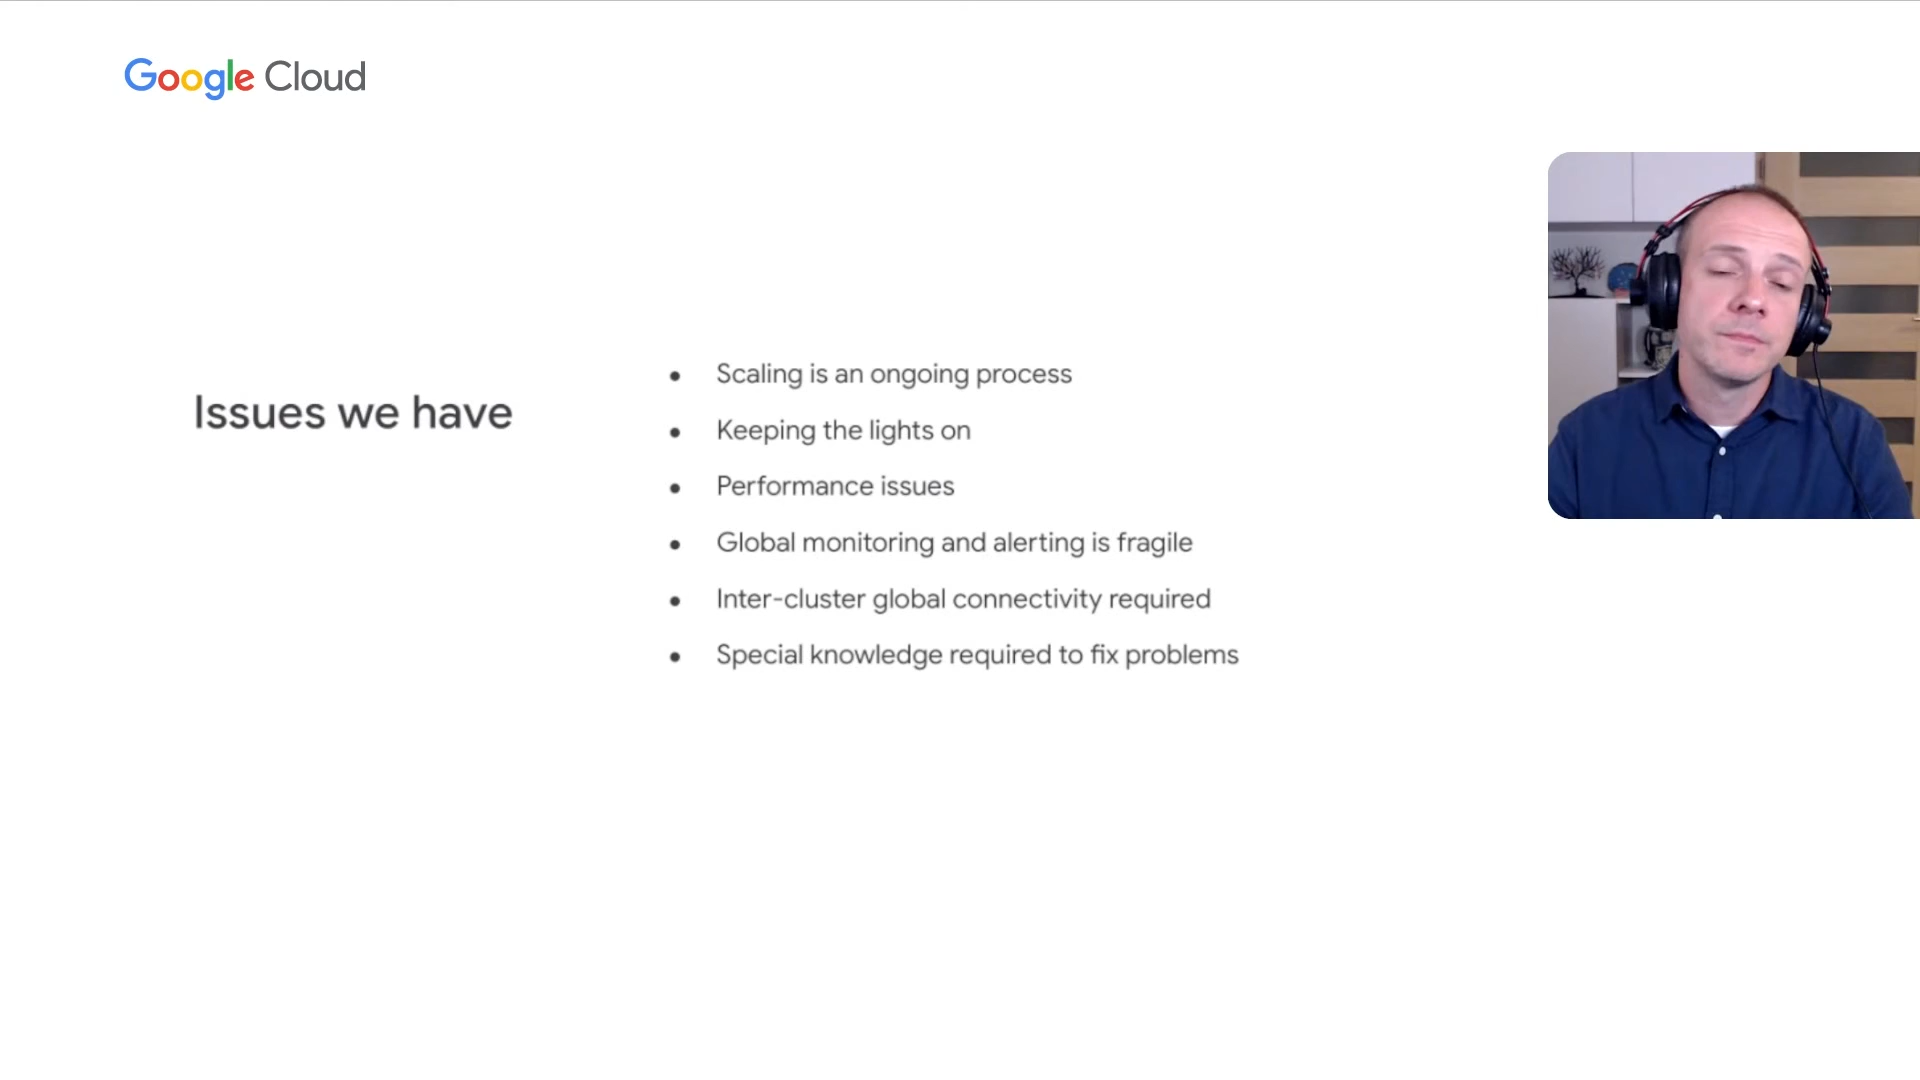 Google Cloud
Issues we have
Scaling is an ongoing process
Keeping the lights on
Performance issues
Global monitoring and alerting is fragile
Inter-cluster global connectivity required
Special knowledge required to fix problems